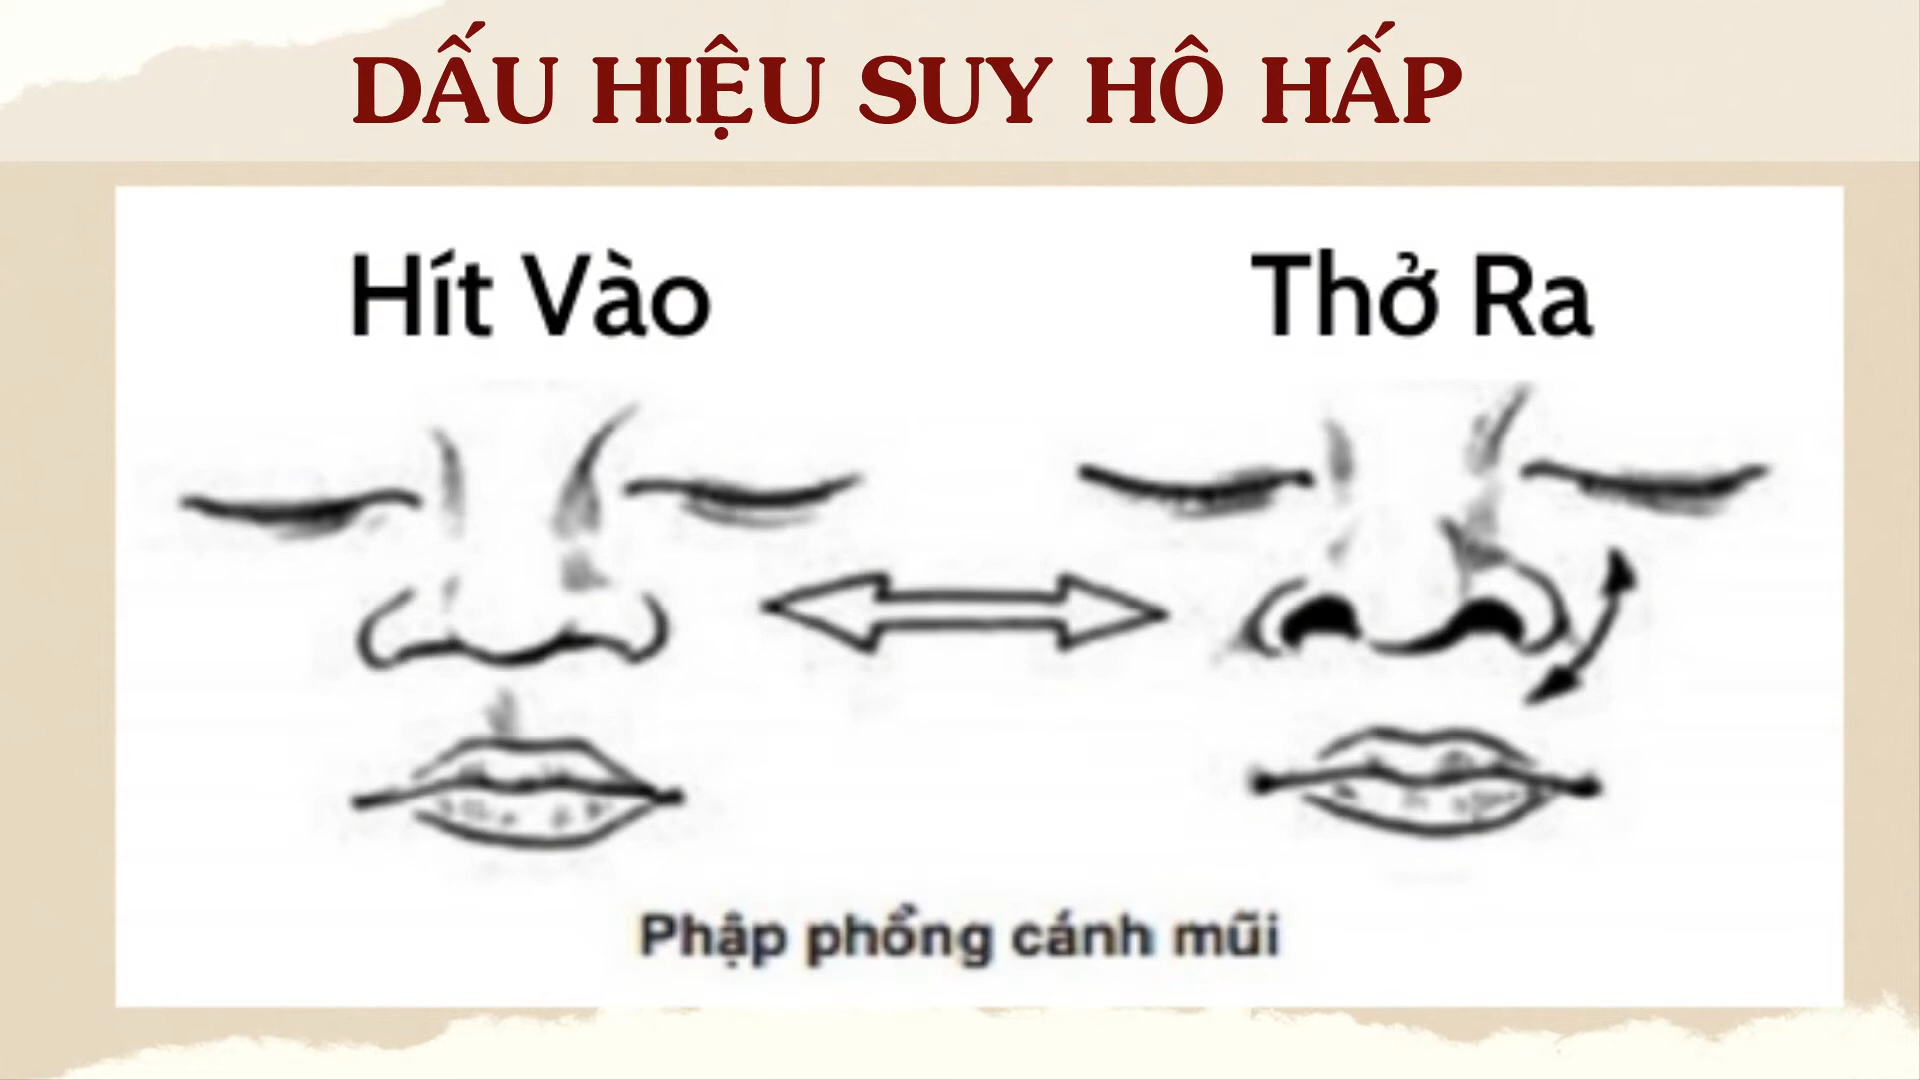 DẤU HIỆU SUY HÔ HẤP
Hít Vào
Thở Ra
Phập phồng cánh mũi